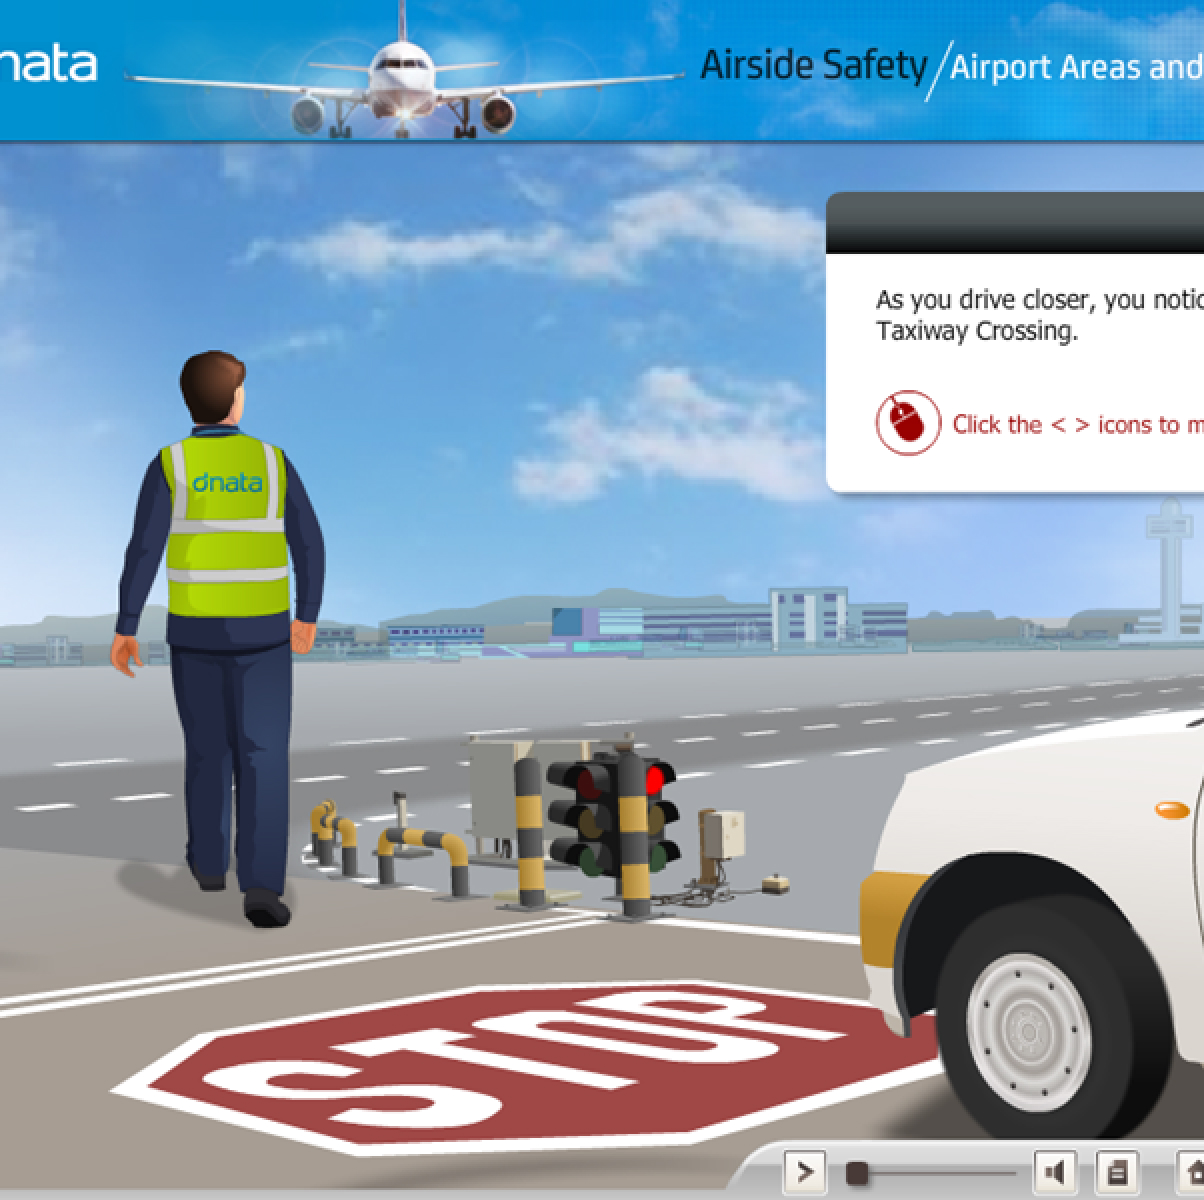 nata
Airside Safety/Airport Areas and
As you drive closer, you notic
Taxiway Crossing.
Click the < > icons to m
dnata
STOP